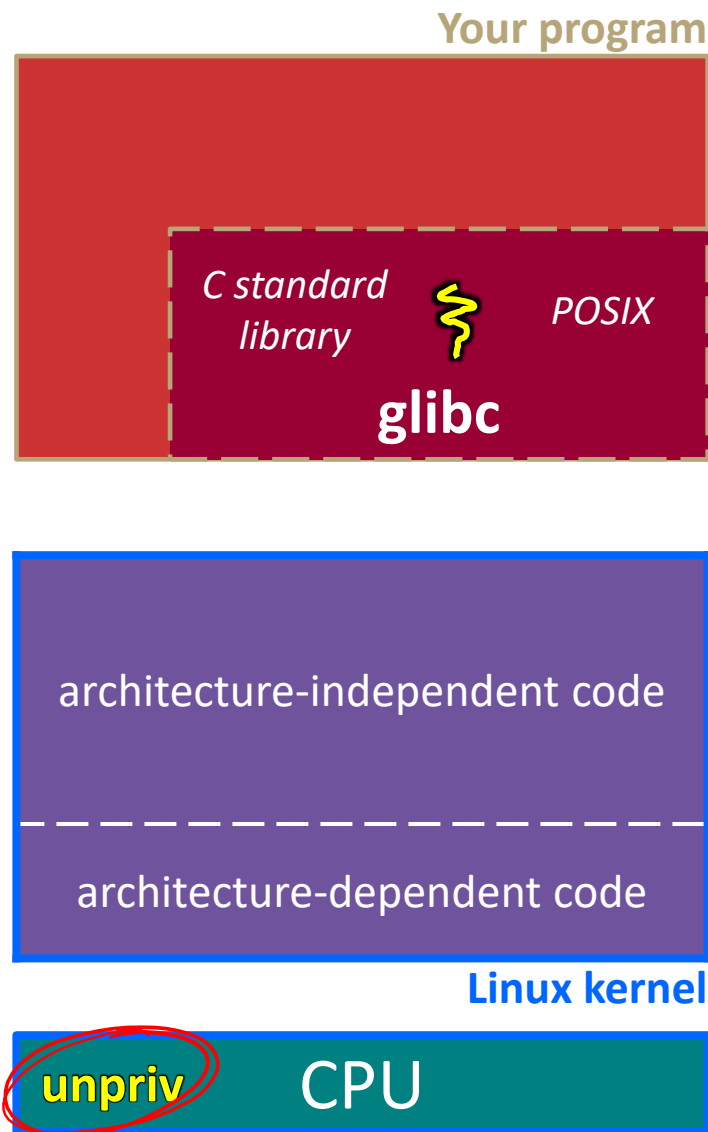 Your program
C standard
library
POSIX
glibc
architecture-independent code
architecture-dependent code
Linux kernel
unpriv
CPU